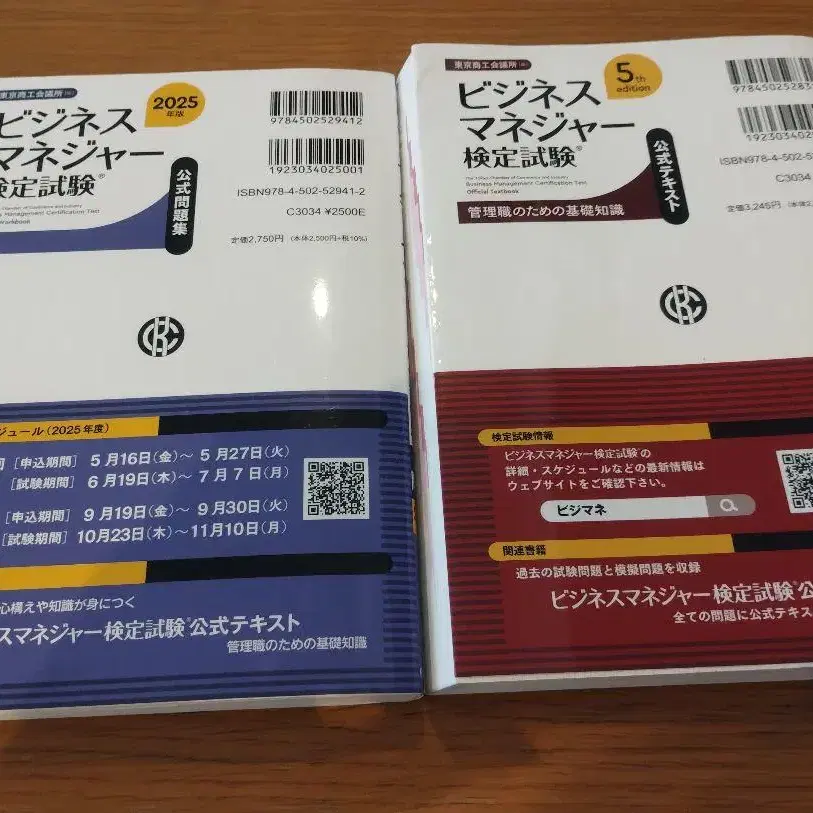 東京商工会議所 編
2025
年版
ビジネス
マネジャー
検定試験®
公式問題集
9784502529412
1923034025001
ISBN978-4-502-52941-2
C3034 ¥2500E
定価2,750円 (本体2,500円+税10%)
ジュール(2025年度)
[申込期間] 5月16日(金)~ 5月27日(火)
[試験期間] 6月19日(木)~ 7月 7日(月)
[申込期間] 9月19日(金)~ 9月30日(火)
[試験期間] 10月23日(木)~11月10日(月)
心構えや知識が身につく
スマネジャー検定試験®公式テキスト
管理職のための基礎知識
東京商工会議所 編
5th
edition
ビジネス
マネジャー
検定試験®
The Tokyo Chamber of Commerce and Industry
Business Management Certification Test
Official Textbook
公式テキスト
管理職のための基礎知識
97845025283
192303402
ISBN978-4-502-5
C3034
定価3,245円 (本体2,
検定試験情報
ビジネスマネジャー検定試験®の
詳細・スケジュールなどの最新情報は
ウェブサイトをご確認下さい。
ビジマネ
関連書籍
過去の試験問題と模擬問題を収録
ビジネスマネジャー検定試験®公
全ての問題に公式テキス